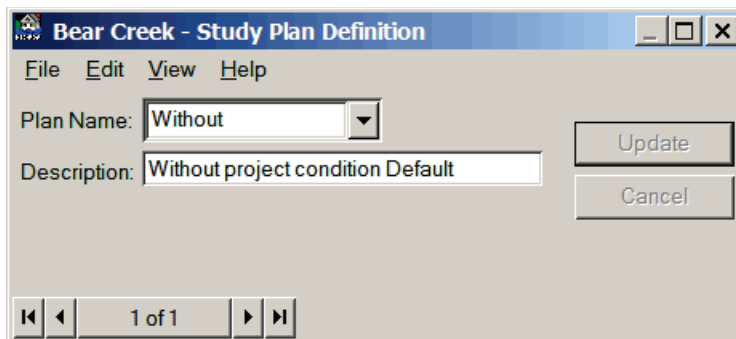 Bear Creek - Study Plan Definition
File Edit View Help
Plan Name: Without
Update
Description: Without project condition Default
Cancel
1 of 1